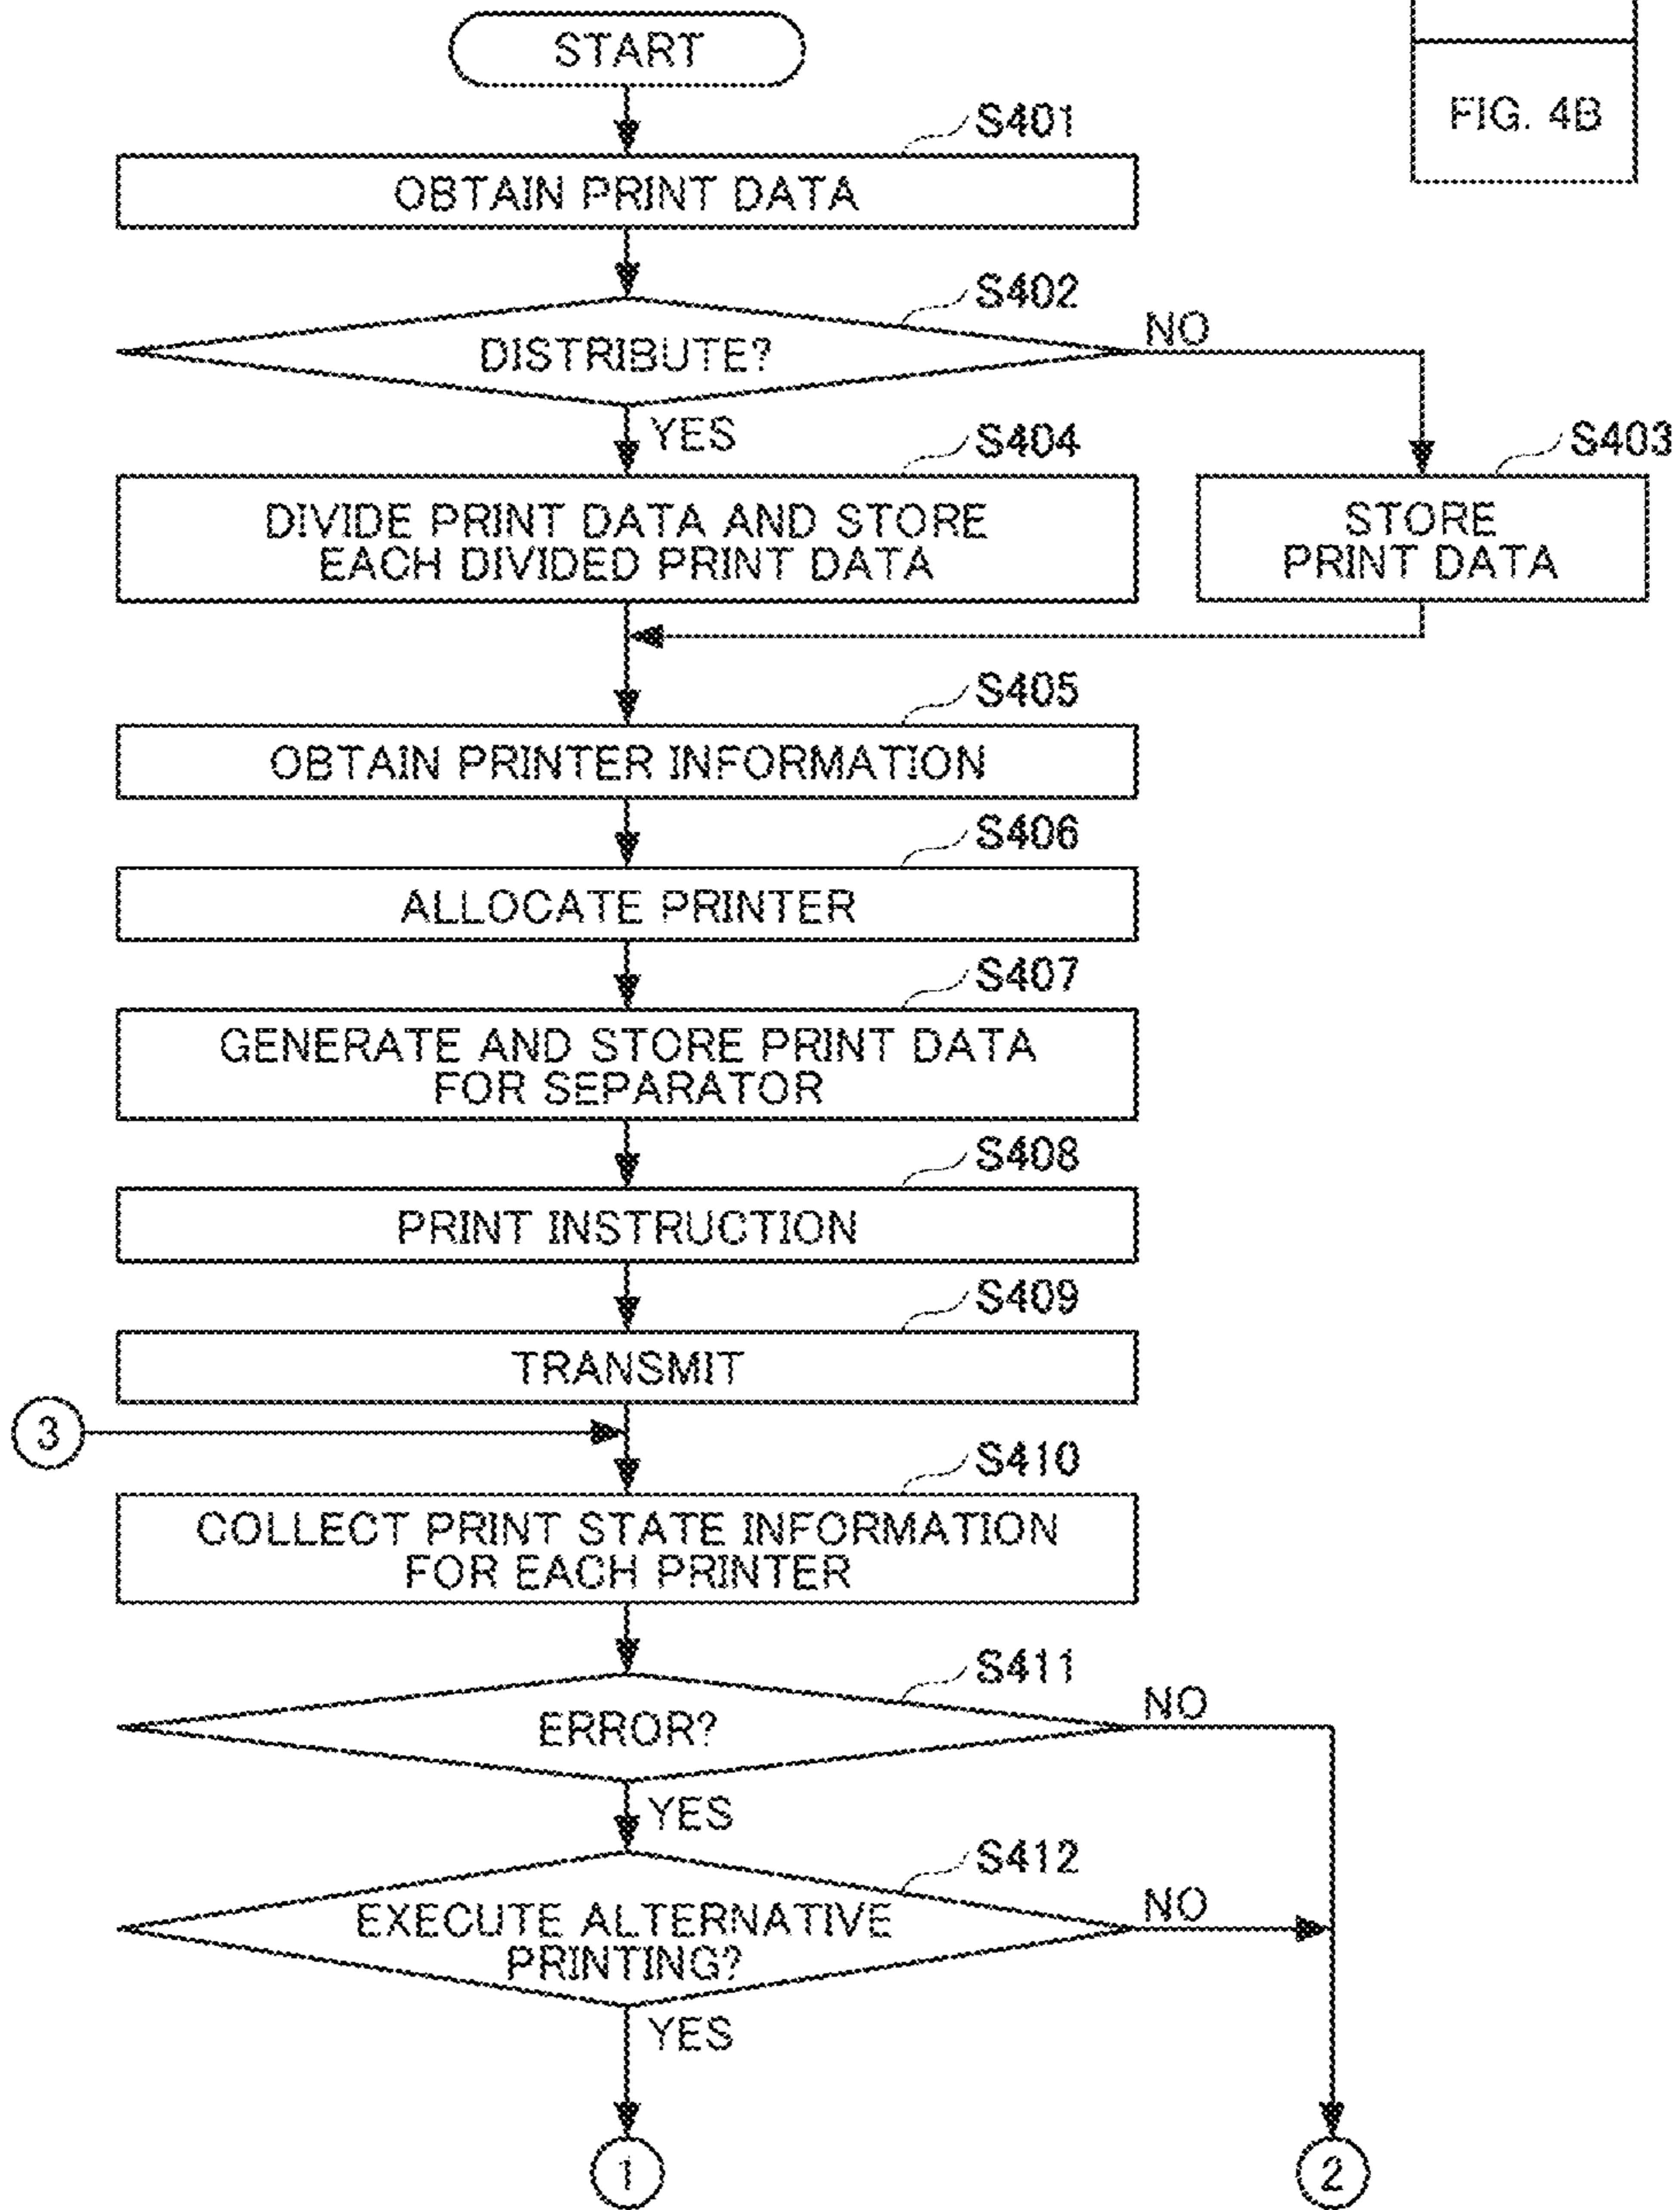 START
FIG. 4B
S401
OBTAIN PRINT DATA
S402
DISTRIBUTE?
NO
YES
S404
S403
DIVIDE PRINT DATA AND STORE
EACH DIVIDED PRINT DATA
STORE
PRINT DATA
S405
OBTAIN PRINTER INFORMATION
S406
ALLOCATE PRINTER
S407
GENERATE AND STORE PRINT DATA
FOR SEPARATOR
S408
PRINT INSTRUCTION
S409
TRANSMIT
3
S410
COLLECT PRINT STATE INFORMATION
FOR EACH PRINTER
S411
ERROR?
NO
YES
S412
EXECUTE ALTERNATIVE
PRINTING?
NO
YES
1
2